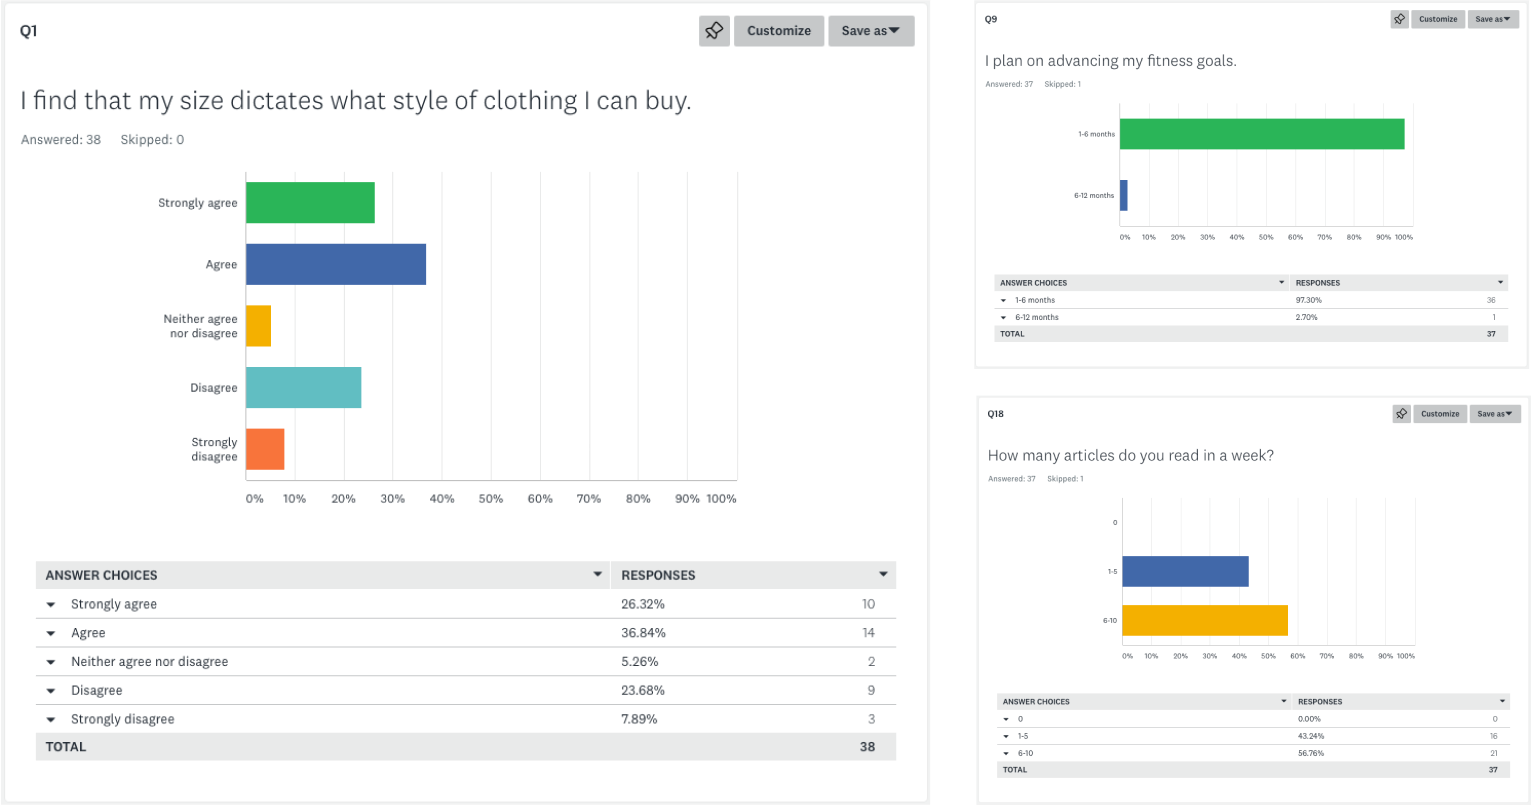 Q1
Customize
Save as
I find that my size dictates what style of clothing I can buy.
Answered: 38 Skipped: 0
Strongly agree
Agree
Neither agree
nor disagree
Disagree
Strongly
disagree
0% 10% 20% 30% 40% 50% 60% 70% 80% 90% 100%
ANSWER CHOICES RESPONSES
Strongly agree 26.32% 10
Agree 36.84% 14
Neither agree nor disagree 5.26% 2
Disagree 23.68% 9
Strongly disagree 7.89% 3
TOTAL 38
Q9
Customize
Save as
I plan on advancing my fitness goals.
Answered: 37 Skipped: 1
1-6 months
6-12 months
0% 10% 20% 30% 40% 50% 60% 70% 80% 90% 100%
ANSWER CHOICES RESPONSES
1-6 months 97.30% 36
6-12 months 2.70% 1
TOTAL 37
Q18
Customize
Save as
How many articles do you read in a week?
Answered: 37 Skipped: 1
0
1-5
6-10
0% 10% 20% 30% 40% 50% 60% 70% 80% 90% 100%
ANSWER CHOICES RESPONSES
0 0.00% 0
1-5 43.24% 16
6-10 56.76% 21
TOTAL 37